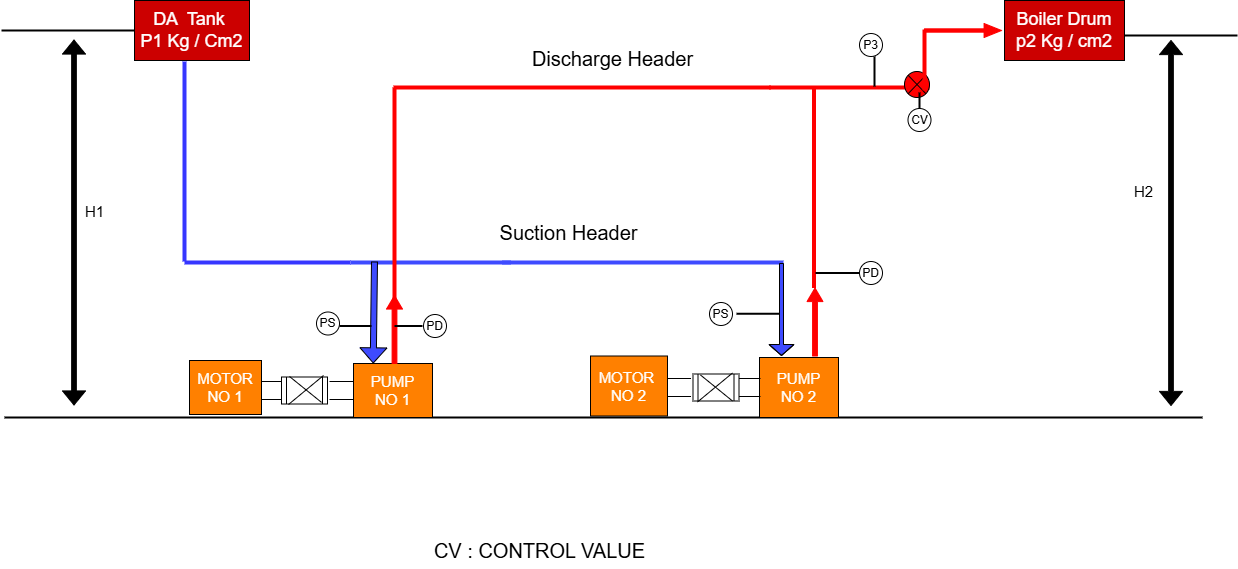 DA Tank
P1 Kg / Cm2
Boiler Drum
p2 Kg / cm2
P3
Discharge Header
CV
H1
H2
Suction Header
PD
PS
PS
PD
MOTOR
NO 1
PUMP
NO 1
MOTOR
NO 2
PUMP
NO 2
CV : CONTROL VALUE